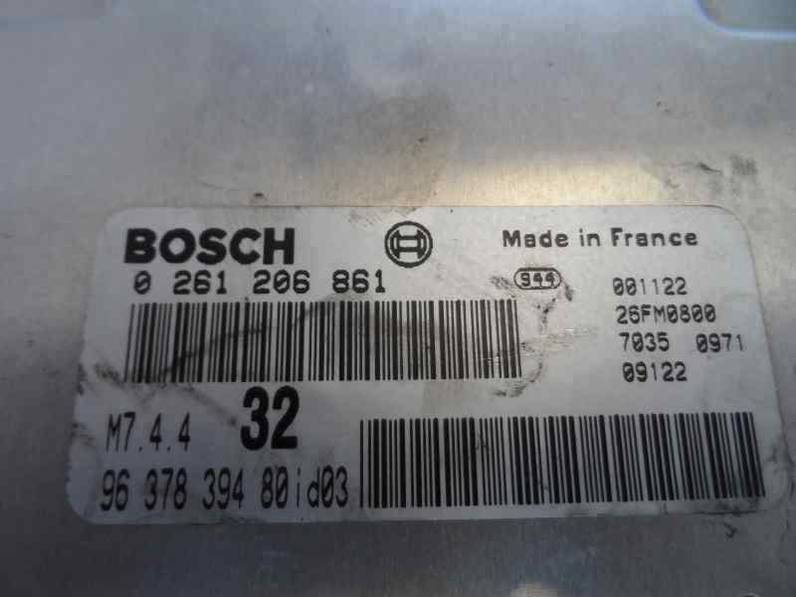 BOSCH Made in France
0 261 206 861 944 001122
26FM0800
7035 0971
09122
M7.4.4 32
96 378 394 80id03